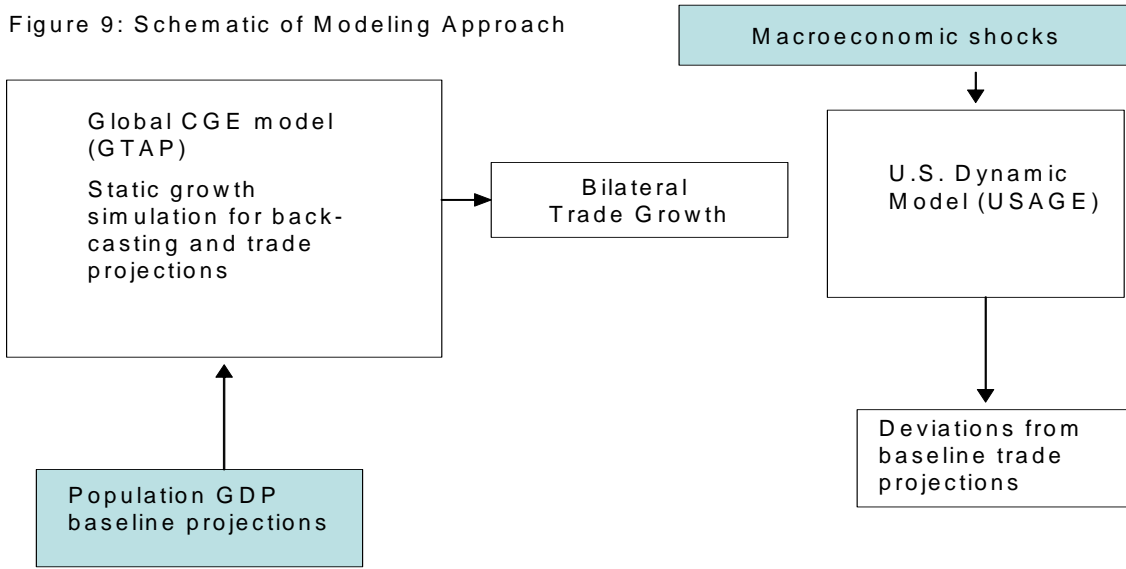 Figure 9: Schematic of Modeling Approach
Macroeconomic shocks
Global CGE model
(GTAP)
Static growth
simulation for back-
casting and trade
projections
Bilateral
Trade Growth
U.S. Dynamic
Model (USAGE)
Deviations from
baseline trade
projections
Population GDP
baseline projections